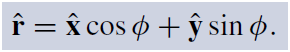 r̂ = x̂ cos ϕ + ŷ sin ϕ.